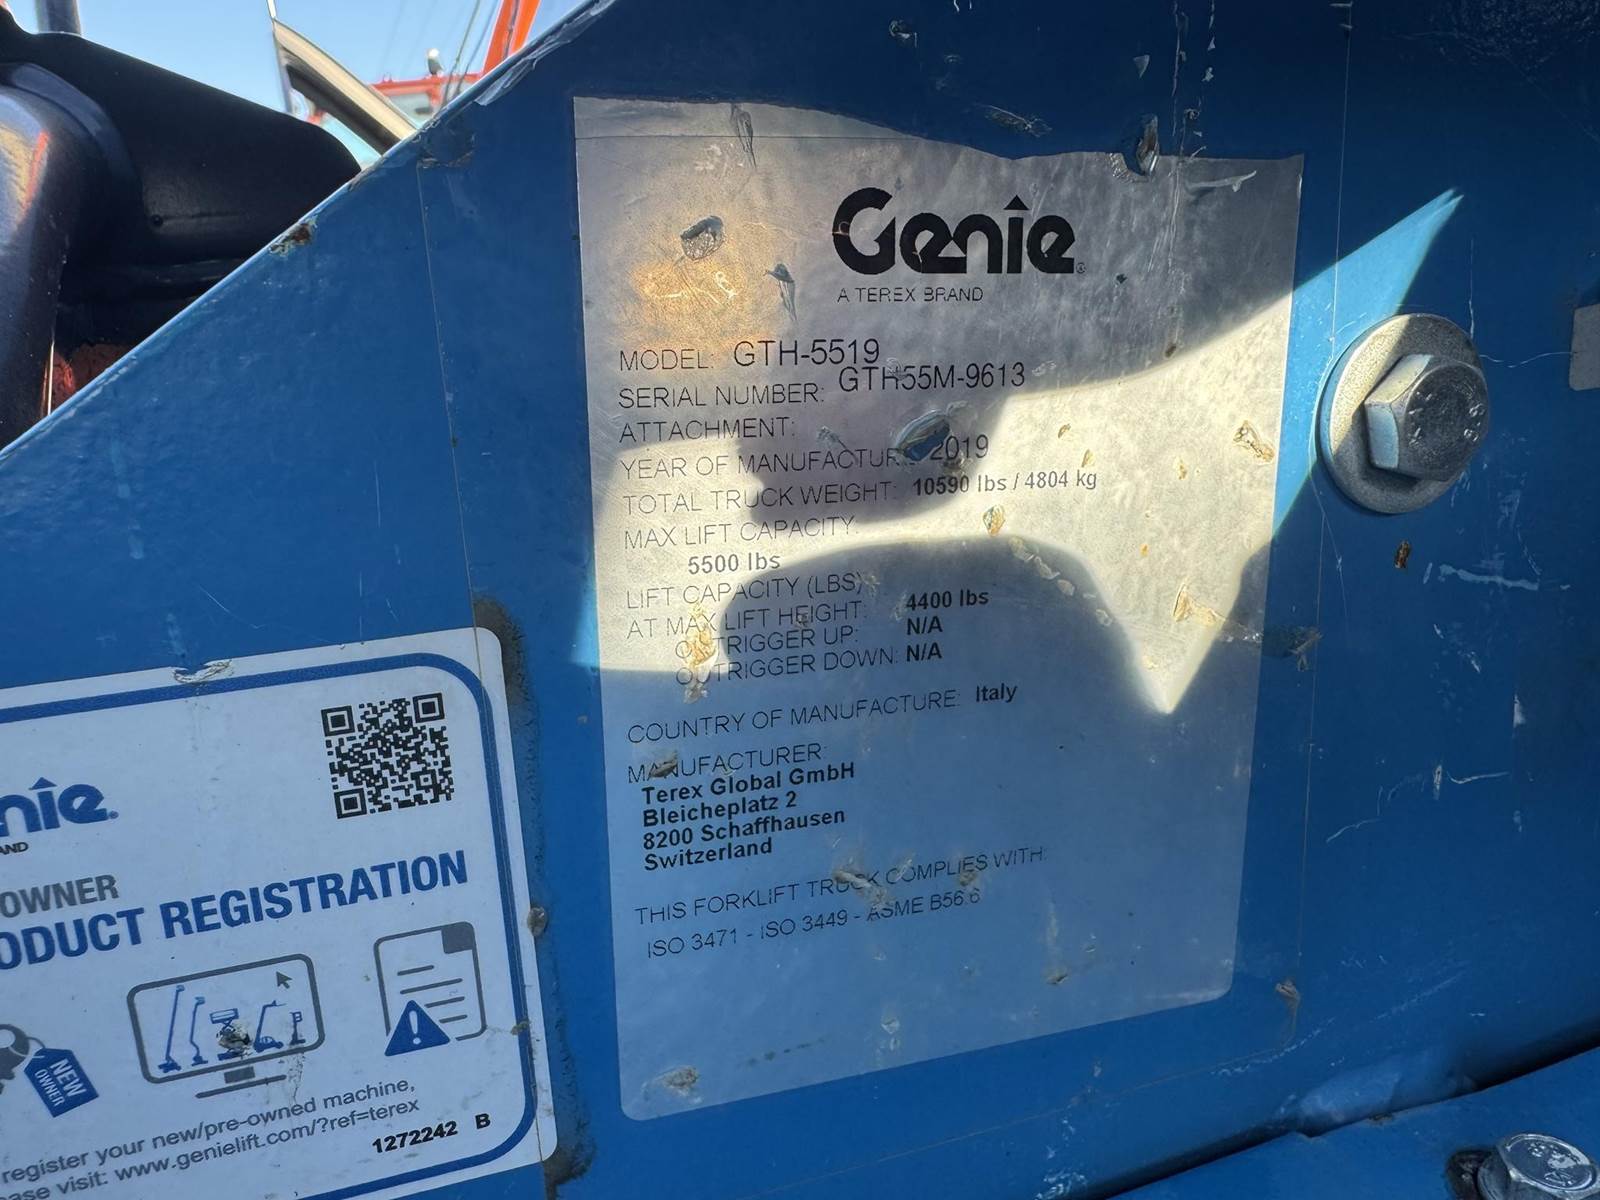 Genie
A TEREX BRAND
MODEL: GTH-5519
SERIAL NUMBER: GTH55M-9613
ATTACHMENT:
YEAR OF MANUFACTUR 2019
TOTAL TRUCK WEIGHT: 10590 lbs / 4804 kg
MAX LIFT CAPACITY:
5500 lbs
LIFT CAPACITY (LBS)
AT MAX LIFT HEIGHT: 4400 lbs
OUTRIGGER UP: N/A
OUTRIGGER DOWN: N/A
COUNTRY OF MANUFACTURE: Italy
MANUFACTURER:
Terex Global GmbH
Bleicheplatz 2
8200 Schaffhausen
Switzerland
THIS FORKLIFT TRUCK COMPLIES WITH:
ISO 3471 - ISO 3449 - ASME B56.6
nie
AND
OWNER
ODUCT REGISTRATION
NEW
OWNER
register your new/pre-owned machine,
ase visit: www.genielift.com/?ref=terex
1272242 B